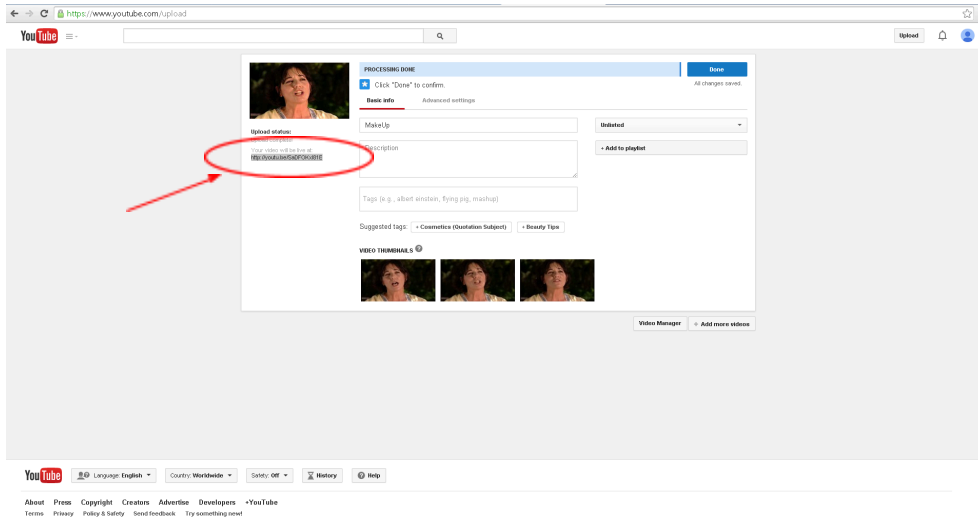 https://www.youtube.com/upload
YouTube
Upload
PROCESSING DONE
Done
Click "Done" to confirm.
All changes saved.
Basic info Advanced settings
Upload status:
Your video will be live at:
MakeUp
Unlisted
Description
+ Add to playlist
Tags (e.g., albert einstein, flying pig, mashup)
Suggested tags: + Cosmetics (Quotation Subject) + Beauty Tips
VIDEO THUMBNAILS ?
Video Manager + Add more videos
YouTube Language: English Country: Worldwide Safety: Off History Help
About Press Copyright Creators Advertise Developers +YouTube
Terms Privacy Policy & Safety Send feedback Try something new!